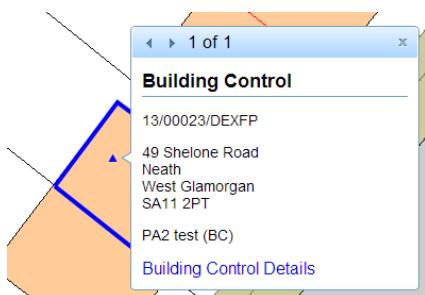 1 of 1
x
Building Control
13/00023/DEXFP
49 Shelone Road
Neath
West Glamorgan
SA11 2PT
PA2 test (BC)
Building Control Details